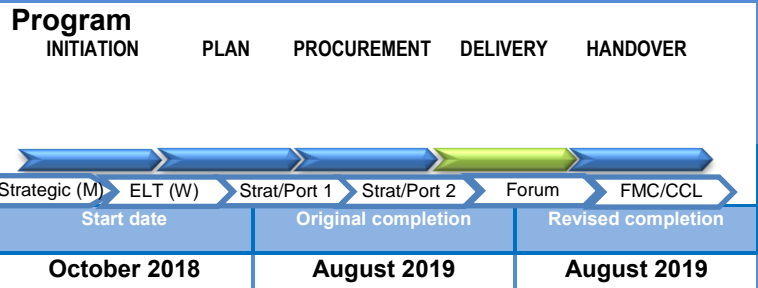 Program
INITIATION PLAN PROCUREMENT DELIVERY HANDOVER
Strategic (M) ELT (W) Strat/Port 1 Strat/Port 2 Forum FMC/CCL
Start date Original completion Revised completion
October 2018 August 2019 August 2019